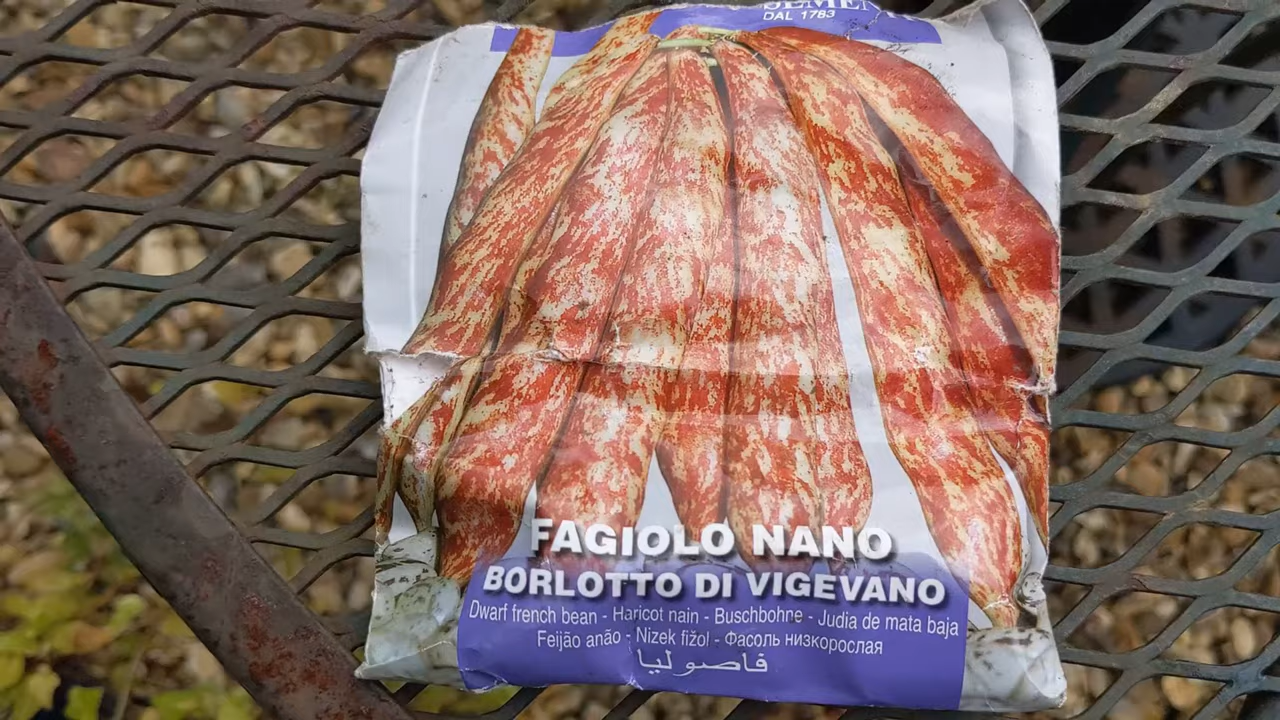 DAL 1783
FAGIOLO NANO
BORLOTTO DI VIGEVANO
Dwarf french bean - Haricot nain - Buschbohne - Judia de mata baja
Feijão anão - Nizek fižol - Фасоль низкорослая
فاصوليا